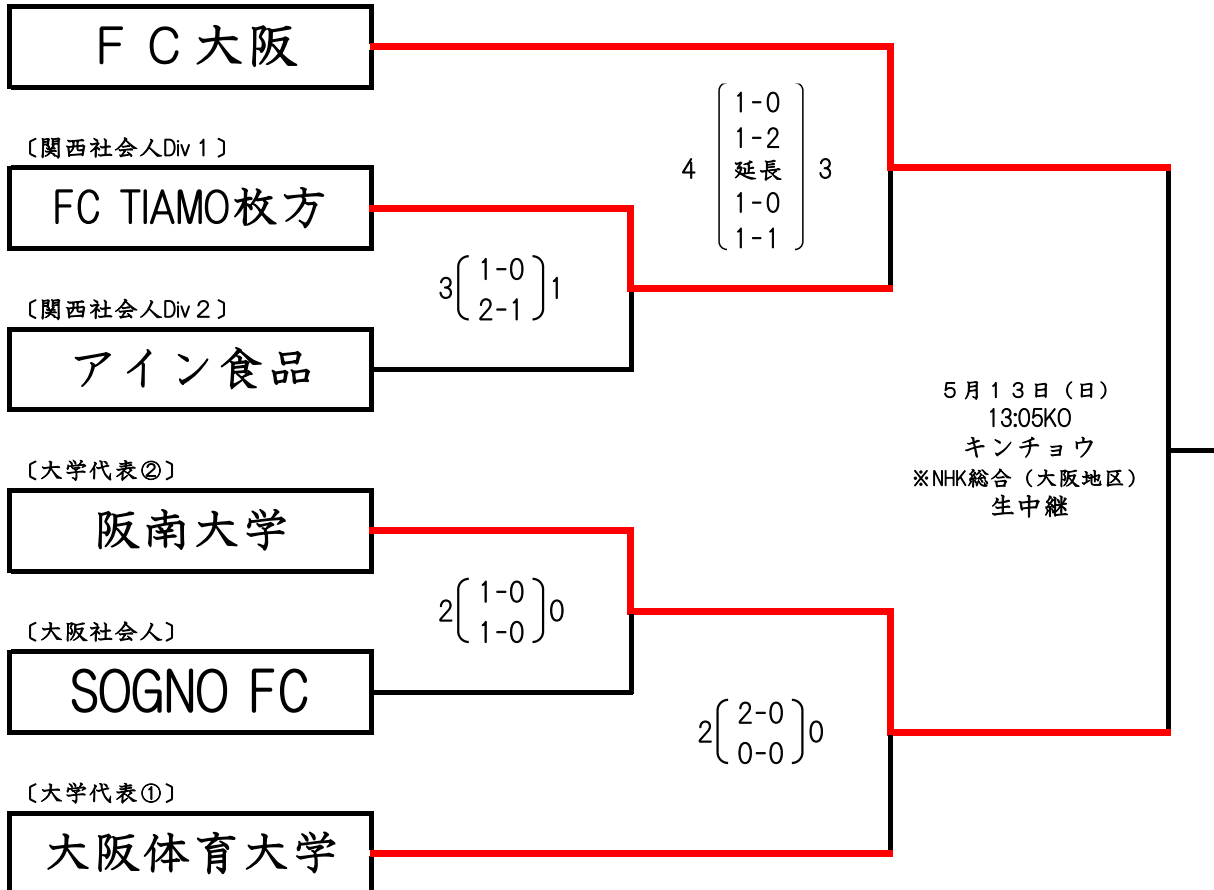 ＦＣ大阪
〔関西社会人Div１〕
FC TIAMO枚方
〔関西社会人Div２〕
アイン食品
〔大学代表②〕
阪南大学
〔大阪社会人〕
SOGNO FC
〔大学代表①〕
大阪体育大学
3 1-0 1
2-1
2 1-0 0
1-0
1-0
1-2
4 延長 3
1-0
1-1
2 2-0 0
0-0
５月１３日（日）
13:05KO
キンチョウ
※NHK総合（大阪地区）
生中継